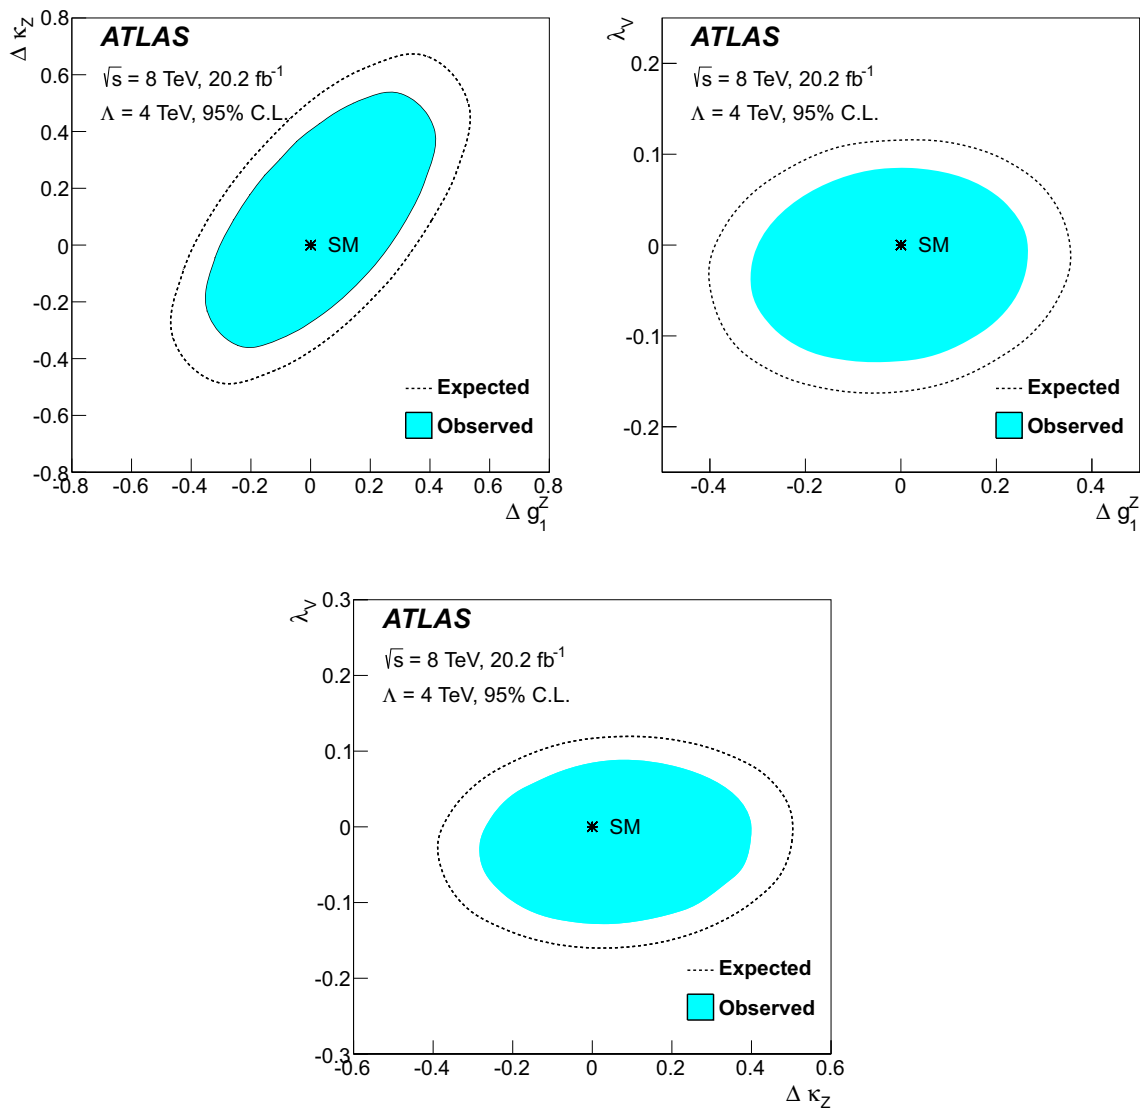 Δ κ_Z
0.8
0.6
0.4
0.2
0
-0.2
-0.4
-0.6
-0.8
ATLAS
√s = 8 TeV, 20.2 fb⁻¹
Λ = 4 TeV, 95% C.L.
SM
Expected
Observed
-0.8 -0.6 -0.4 -0.2 0 0.2 0.4 0.6 0.8
Δ g₁ᶻ
λ_V
0.2
0.1
0
-0.1
-0.2
ATLAS
√s = 8 TeV, 20.2 fb⁻¹
Λ = 4 TeV, 95% C.L.
SM
Expected
Observed
-0.4 -0.2 0 0.2 0.4
Δ g₁ᶻ
λ_V
0.3
0.2
0.1
0
-0.1
-0.2
-0.3
ATLAS
√s = 8 TeV, 20.2 fb⁻¹
Λ = 4 TeV, 95% C.L.
SM
Expected
Observed
-0.6 -0.4 -0.2 0 0.2 0.4 0.6
Δ κ_Z